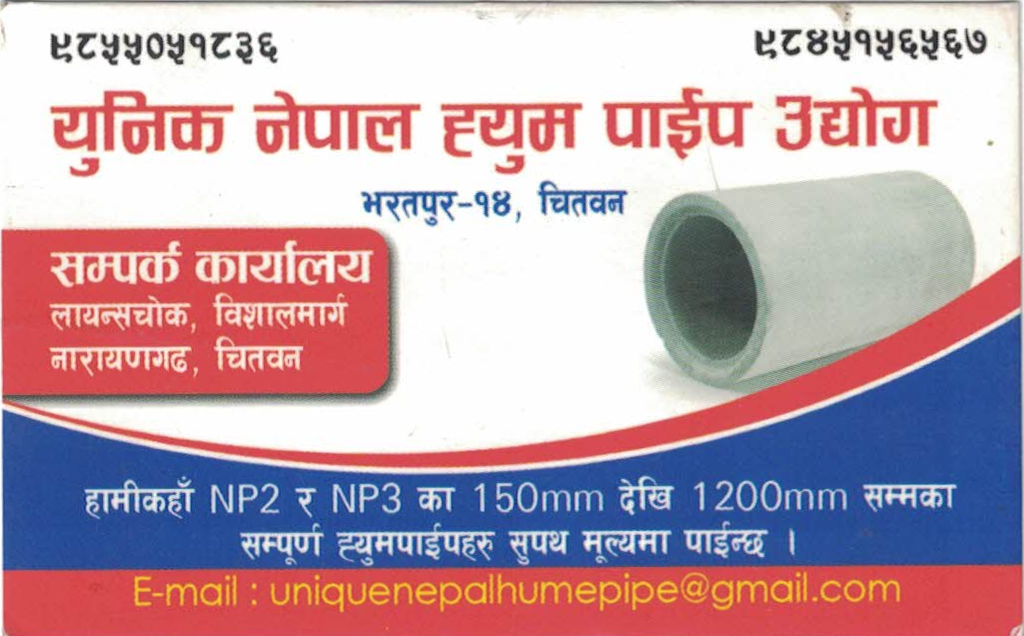 ९८५५०५१८३६
९८४५१५६५६७
युनिक नेपाल ह्युम पाईप उद्योग
भरतपुर-१४, चितवन
सम्पर्क कार्यालय
लायन्सचोक, विशालमार्ग
नारायणगढ, चितवन
हामीकहाँ NP2 र NP3 का 150mm देखि 1200mm सम्मका
सम्पूर्ण ह्युमपाईपहरु सुपथ मूल्यमा पाईन्छ ।
E-mail : uniquenepalhumepipe@gmail.com